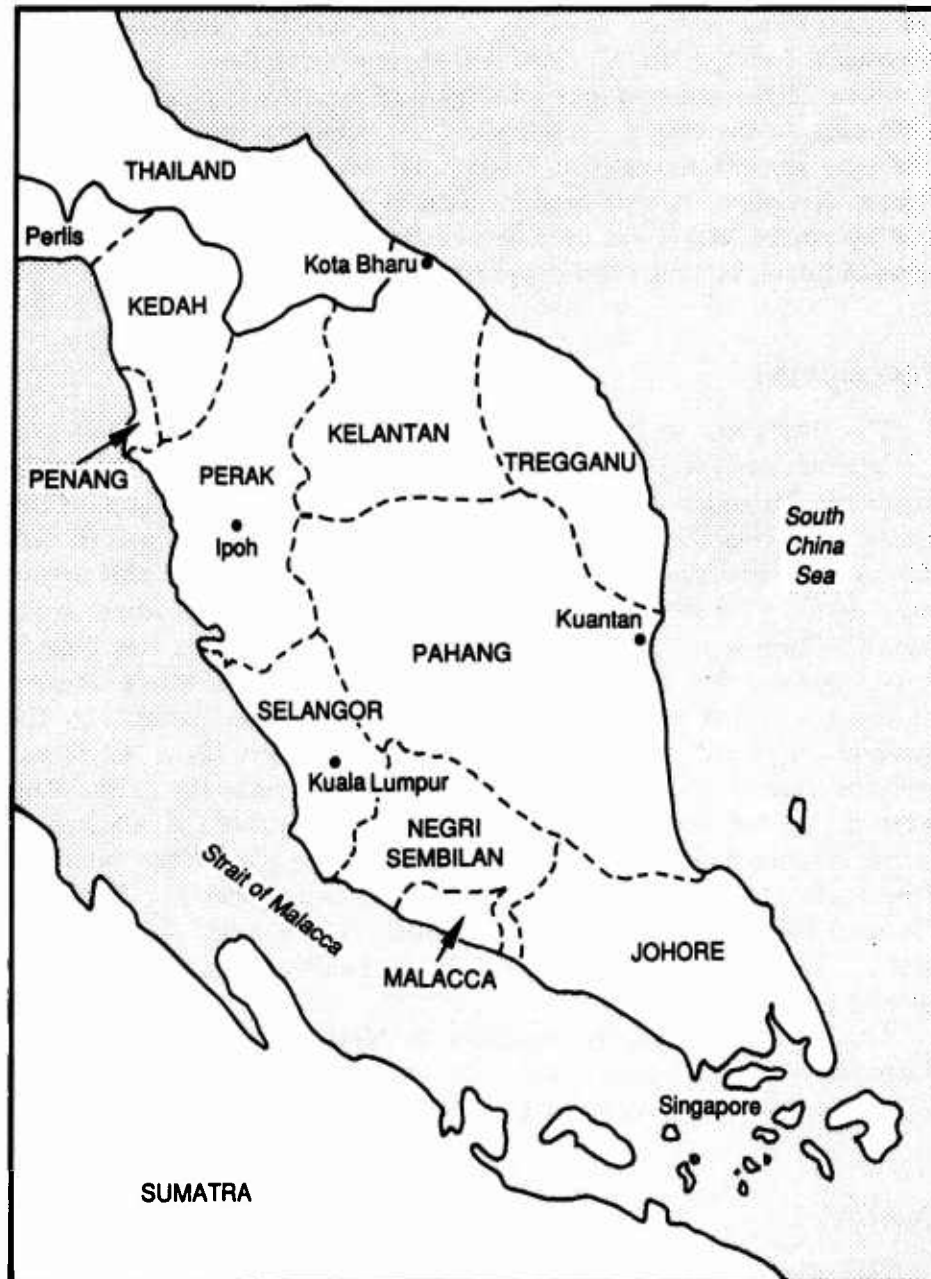 THAILAND
Perlis
Kota Bharu
KEDAH
KELANTAN
TREGGANU
PENANG
PERAK
Ipoh
South
China
Sea
Kuantan
PAHANG
SELANGOR
Kuala Lumpur
NEGRI
SEMBILAN
Strait of Malacca
JOHORE
MALACCA
Singapore
SUMATRA